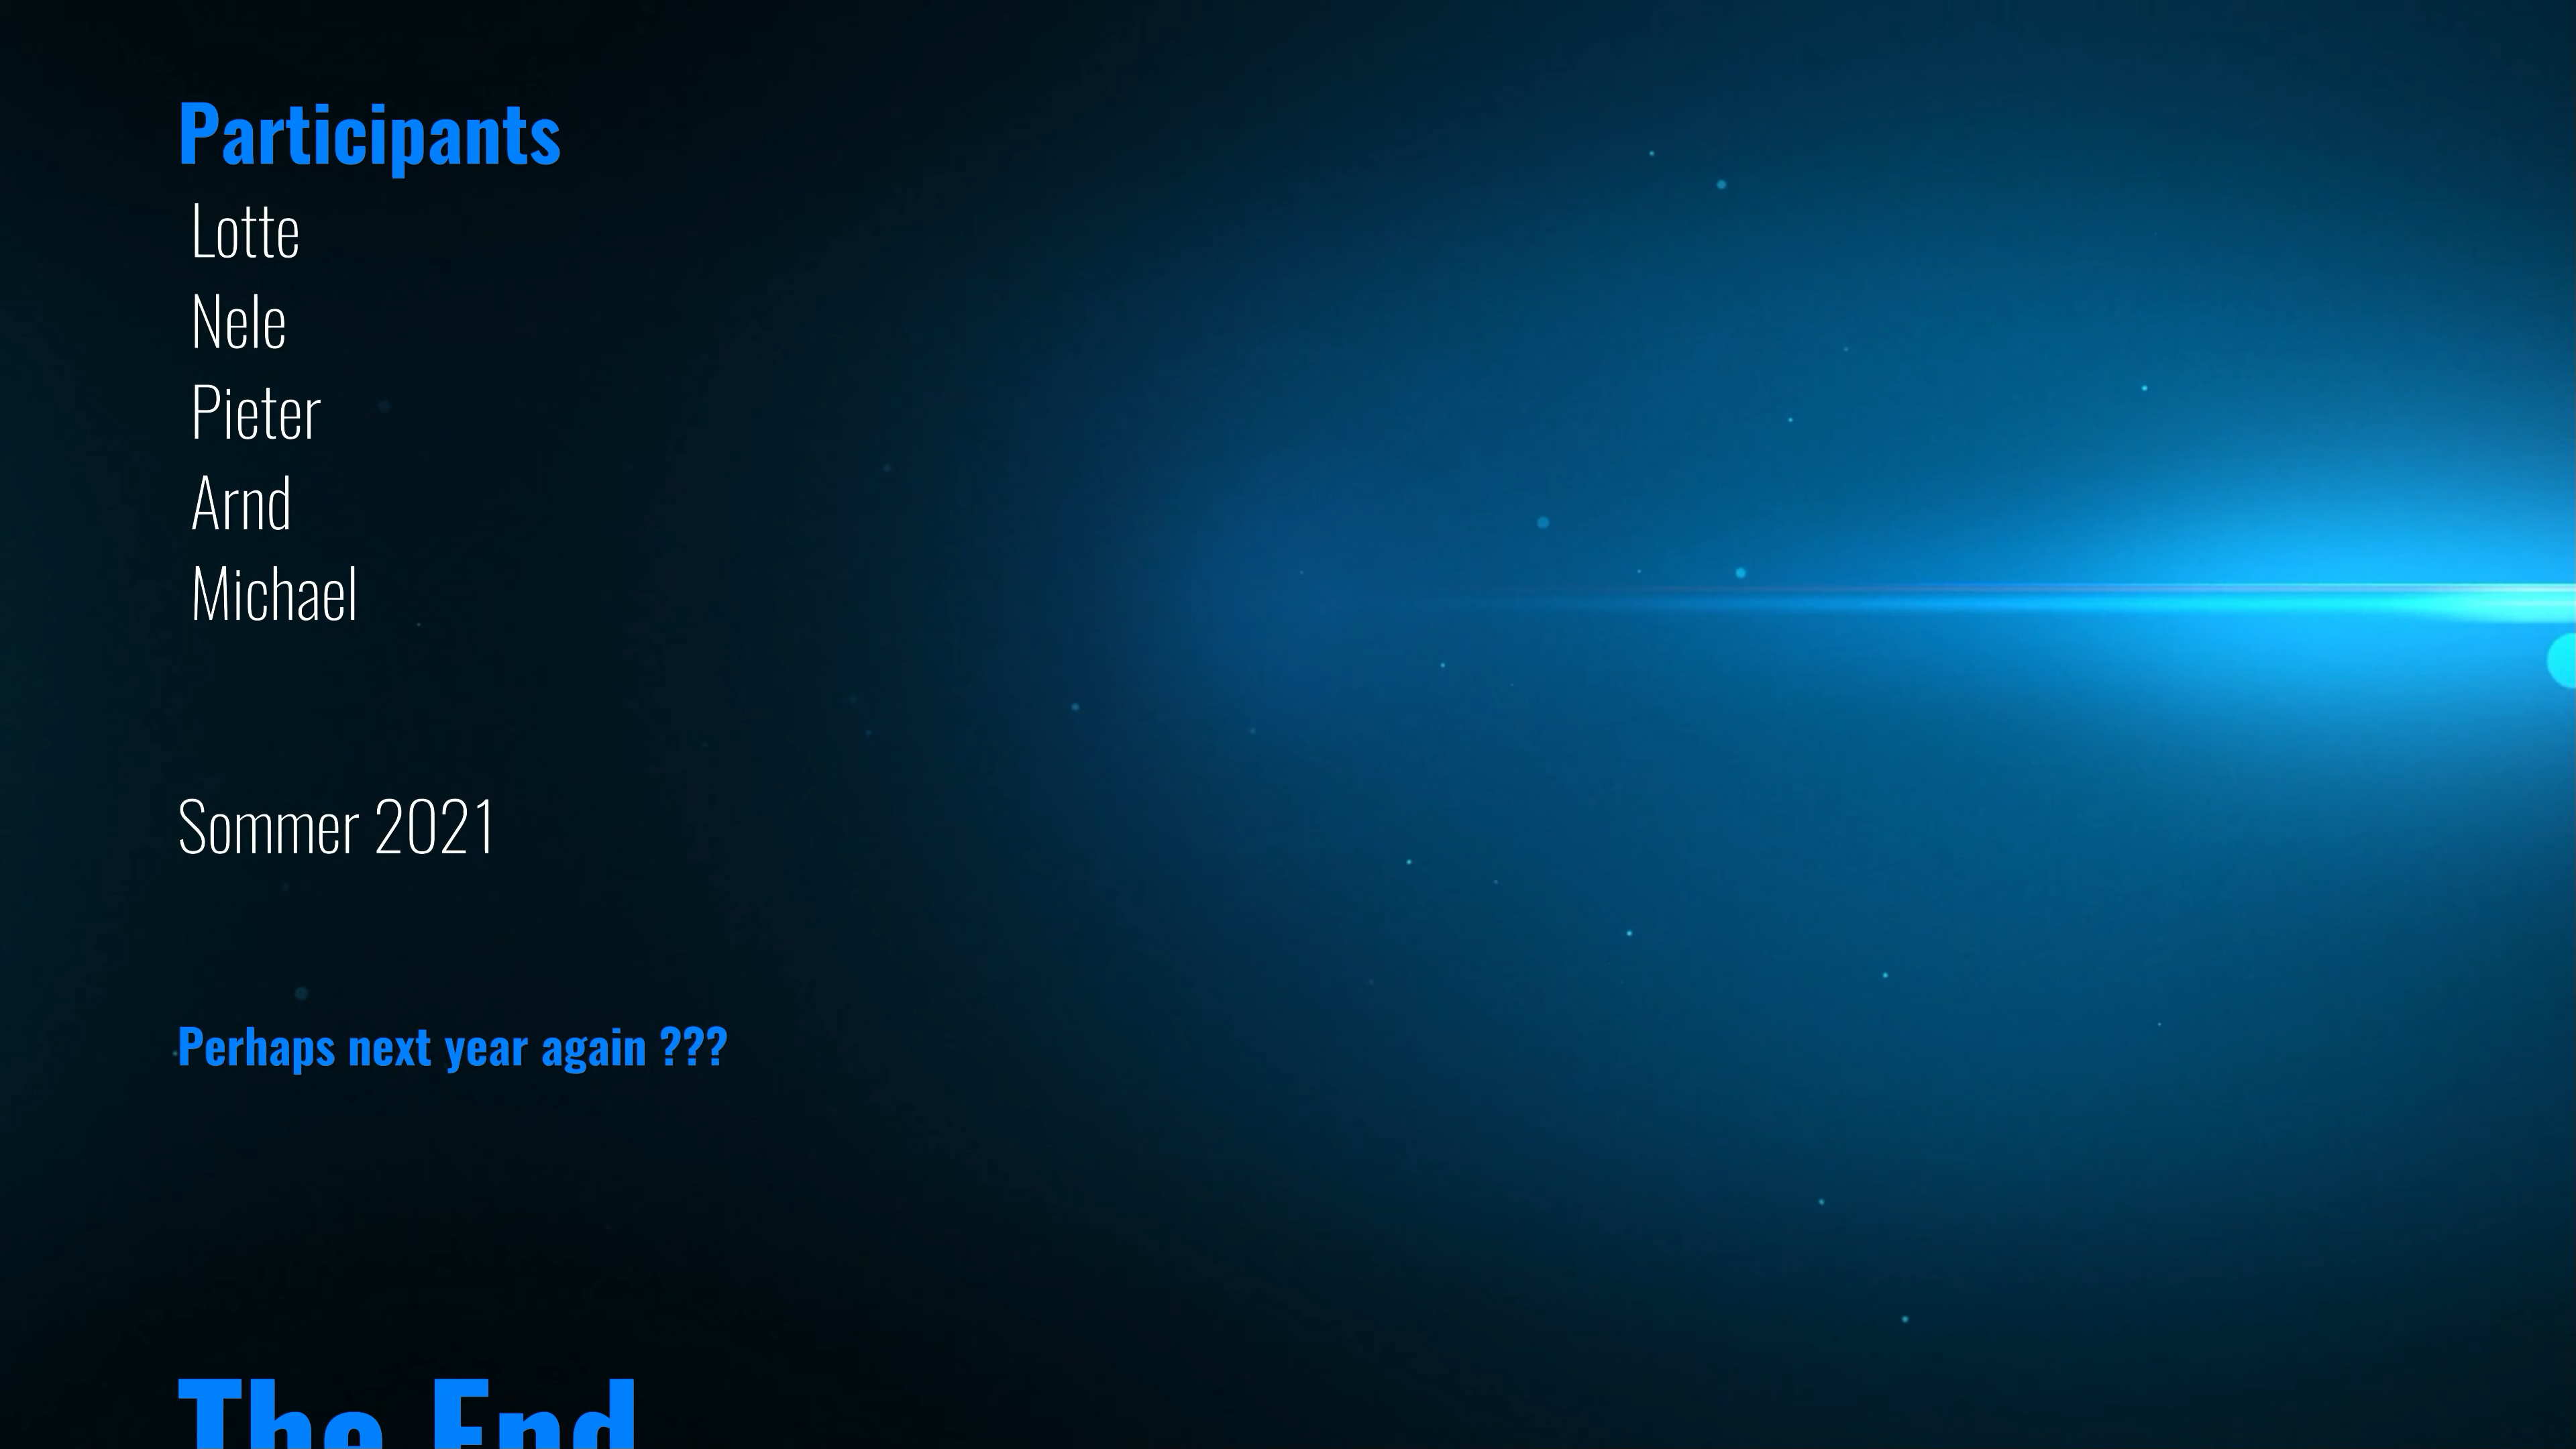 Participants
Lotte
Nele
Pieter
Arnd
Michael
Sommer 2021
Perhaps next year again ???
The End